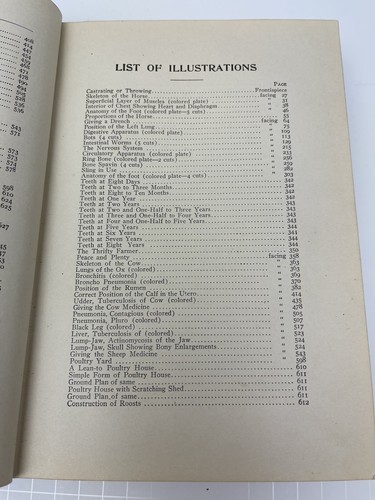 LIST OF ILLUSTRATIONS
PAGE
Castrating or Throwing Frontispiece
Skeleton of the Horse facing 27
Superficial Layer of Muscles (colored plate) "
Interior of Chest Showing Heart and Diaphragm " 38
Anatomy of the Foot (colored plate—5 cuts) " 46
Proportions of the Horse " 55
Giving a Drench facing 64
Position of the Left Lung " 75
Digestive Apparatus (colored plate) " 109
Bots (4 cuts) " 113
Intestinal Worms (2 cuts) " 129
The Nervous System " 215
Circulatory Apparatus (colored plate) " 233
Ring Bone (colored plate—2 cuts) " 256
Bone Spavin (4 cuts) " 259
Sling in Use " 282
Anatomy of the foot (colored plate—4 cuts) 303
Teeth at Eight Days 342
Teeth at Two to Three Months 342
Teeth at Eight to Ten Months 342
Teeth at One Year 342
Teeth at Two Years 343
Teeth at Two and One-Half to Three Years 343
Teeth at Three and One-Half to Four Years 343
Teeth at Four and One-Half to Five Years 343
Teeth at Five Years 344
Teeth at Six Years 344
Teeth at Seven Years 344
Teeth at Eight Years 344
The Thrifty Farmer 350
Peace and Plenty facing 358
Skeleton of the Cow " 363
Lungs of the Ox (colored) " 363
Bronchitis (colored) " 363
Broncho Pneumonia (colored) " 370
Position of the Rumen " 382
Correct Position of the Calf in the Utero " 414
Udder, Tuberculosis of Cow (colored) " 435
Giving the Cow Medicine " 478
Pneumonia, Contagious (colored) " 505
Pneumonia, Pluro (colored) " 507
Black Leg (colored) " 517
Liver, Tuberculosis of (colored) " 523
Lump-Jaw, Actinomycosis of the Jaw " 524
Lump-Jaw, Skull Showing Bony Enlargements " 524
Giving the Sheep Medicine " 543
Poultry Yard " 598
A Lean-to Poultry House 610
Simple Form of Poultry House 611
Ground Plan of same 611
Poultry House with Scratching Shed 611
Ground Plan of same 611
Construction of Roosts 612